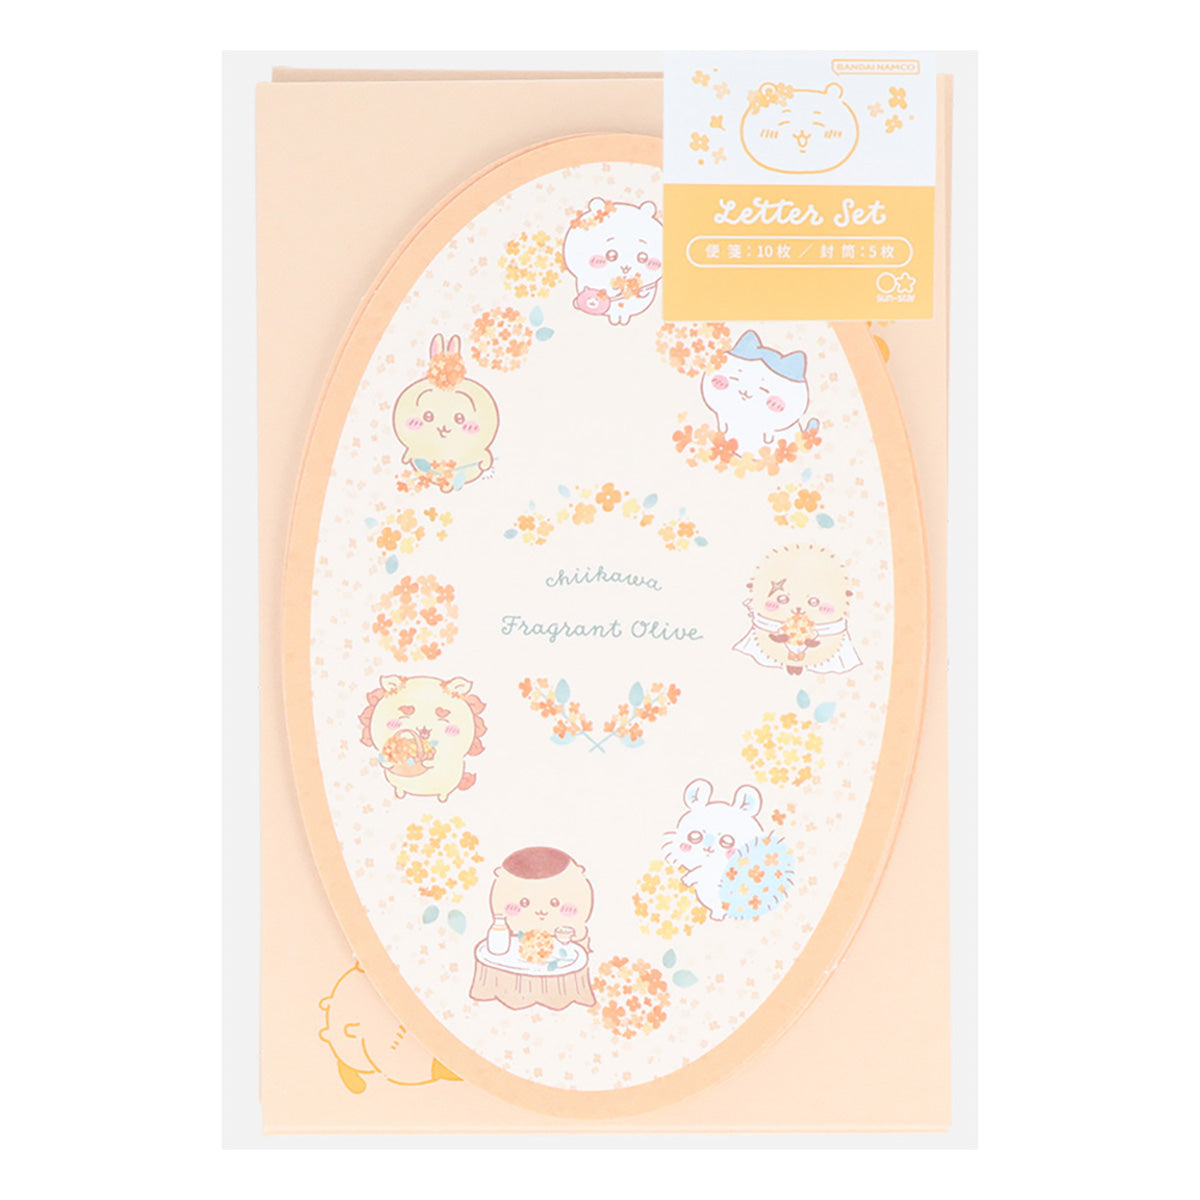 BANDAI NAMCO
Letter Set
便箋:10枚/封筒:5枚
sun-star
chiikawa
Fragrant Olive